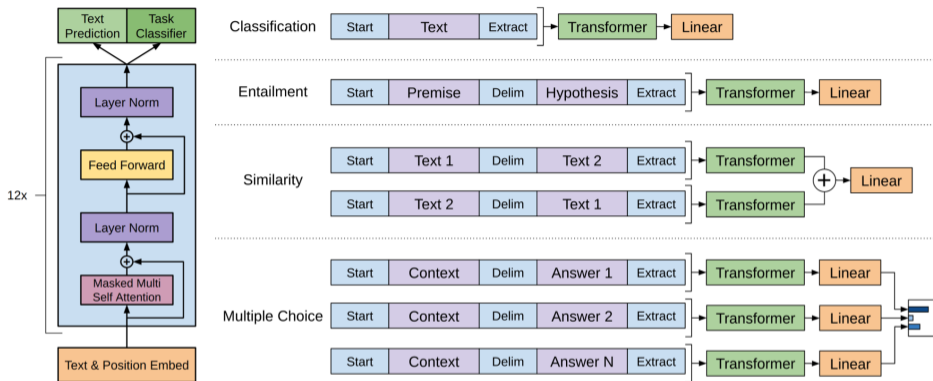 Text
Prediction
Task
Classifier
12x
Layer Norm
Feed Forward
Layer Norm
Masked Multi
Self Attention
Text & Position Embed
Classification
Start Text Extract Transformer Linear
Entailment
Start Premise Delim Hypothesis Extract Transformer Linear
Similarity
Start Text 1 Delim Text 2 Extract Transformer
Start Text 2 Delim Text 1 Extract Transformer
Linear
Multiple Choice
Start Context Delim Answer 1 Extract Transformer Linear
Start Context Delim Answer 2 Extract Transformer Linear
Start Context Delim Answer N Extract Transformer Linear